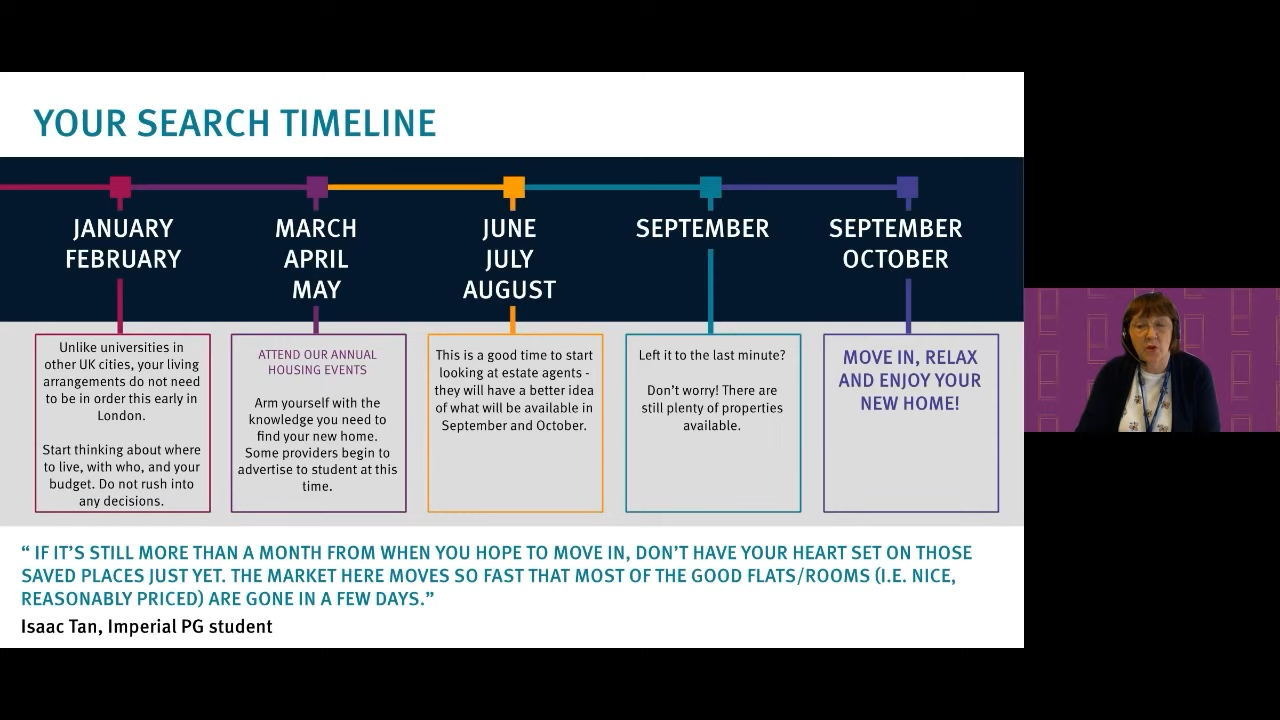 YOUR SEARCH TIMELINE
JANUARY
FEBRUARY
MARCH
APRIL
MAY
JUNE
JULY
AUGUST
SEPTEMBER
SEPTEMBER
OCTOBER
Unlike universities in
other UK cities, your living
arrangements do not need
to be in order this early in
London.
Start thinking about where
to live, with who, and your
budget. Do not rush into
any decisions.
ATTEND OUR ANNUAL
HOUSING EVENTS
Arm yourself with the
knowledge you need to
find your new home.
Some providers begin to
advertise to student at this
time.
This is a good time to start
looking at estate agents -
they will have a better idea
of what will be available in
September and October.
Left it to the last minute?
Don't worry! There are
still plenty of properties
available.
MOVE IN, RELAX
AND ENJOY YOUR
NEW HOME!
“ IF IT’S STILL MORE THAN A MONTH FROM WHEN YOU HOPE TO MOVE IN, DON’T HAVE YOUR HEART SET ON THOSE
SAVED PLACES JUST YET. THE MARKET HERE MOVES SO FAST THAT MOST OF THE GOOD FLATS/ROOMS (I.E. NICE,
REASONABLY PRICED) ARE GONE IN A FEW DAYS.”
Isaac Tan, Imperial PG student